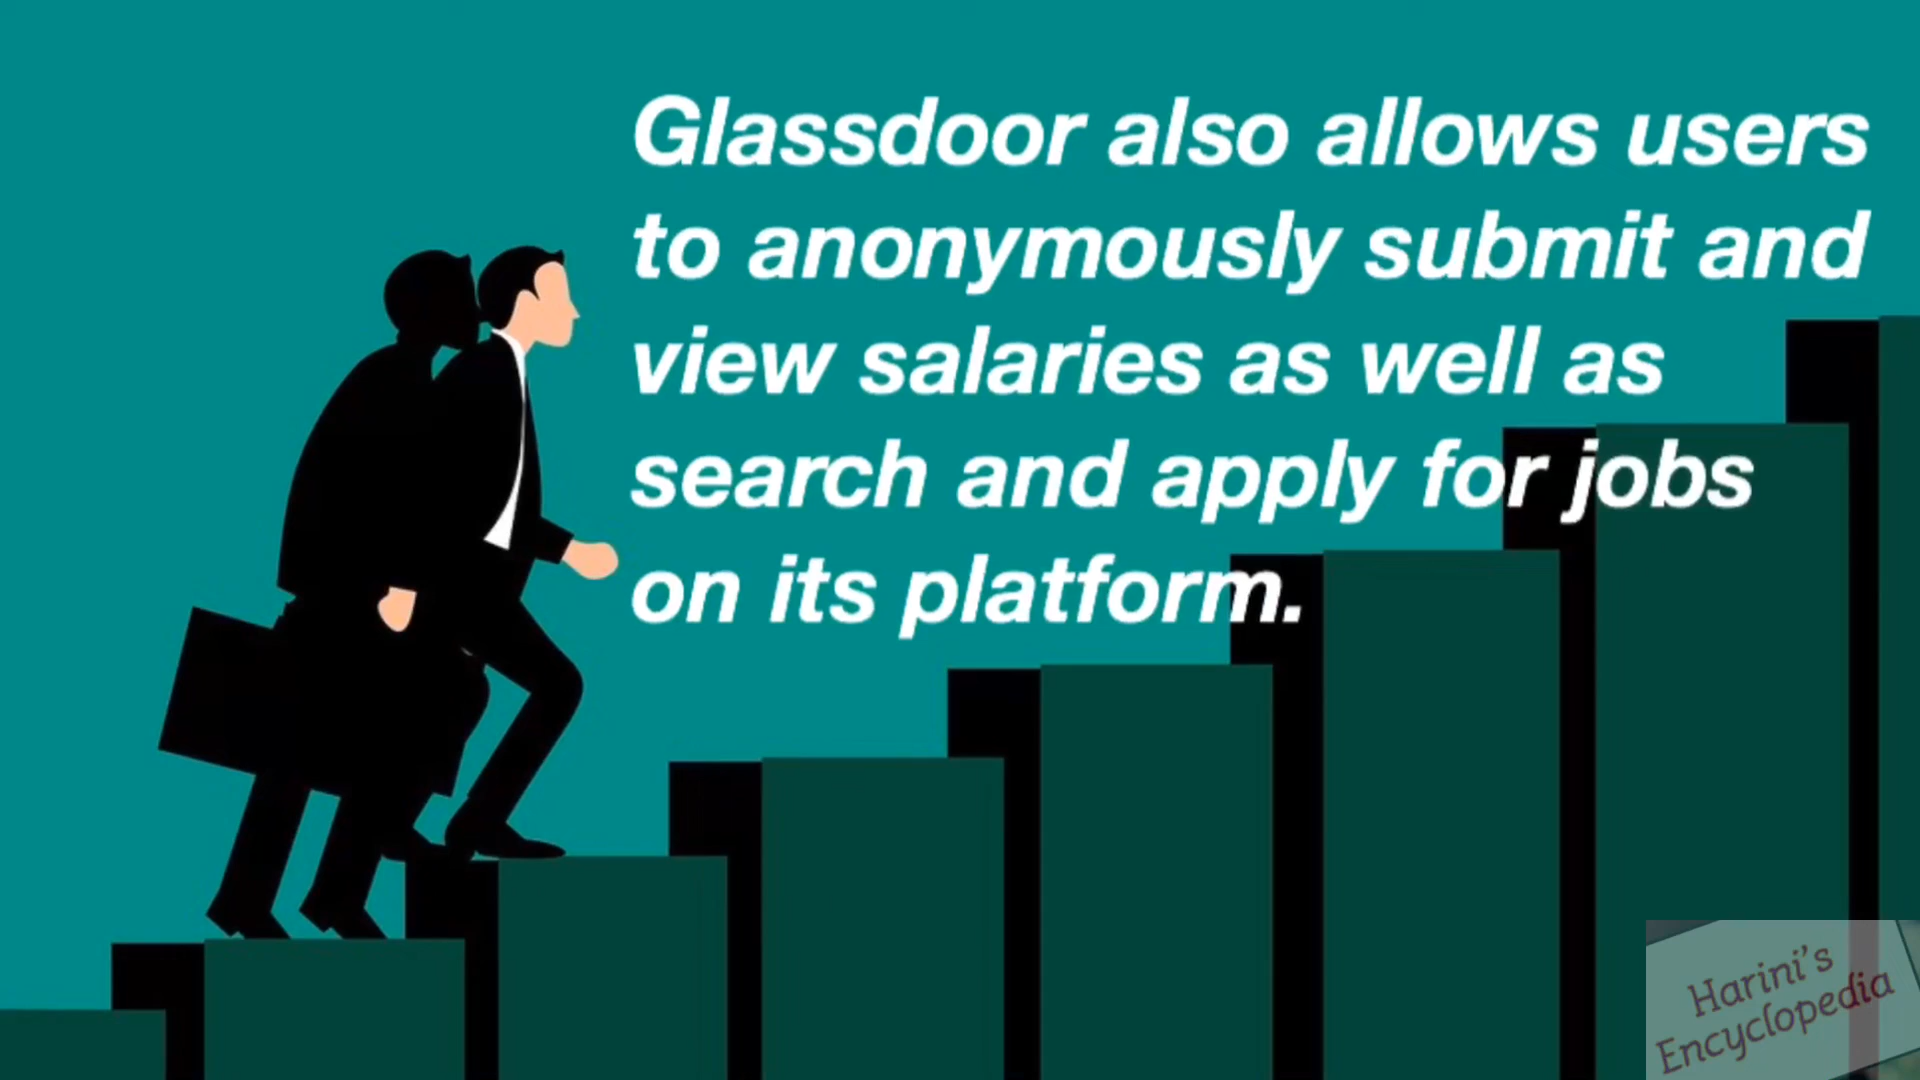 Glassdoor also allows users
to anonymously submit and
view salaries as well as
search and apply for jobs
on its platform.
Harini's
Encyclopedia